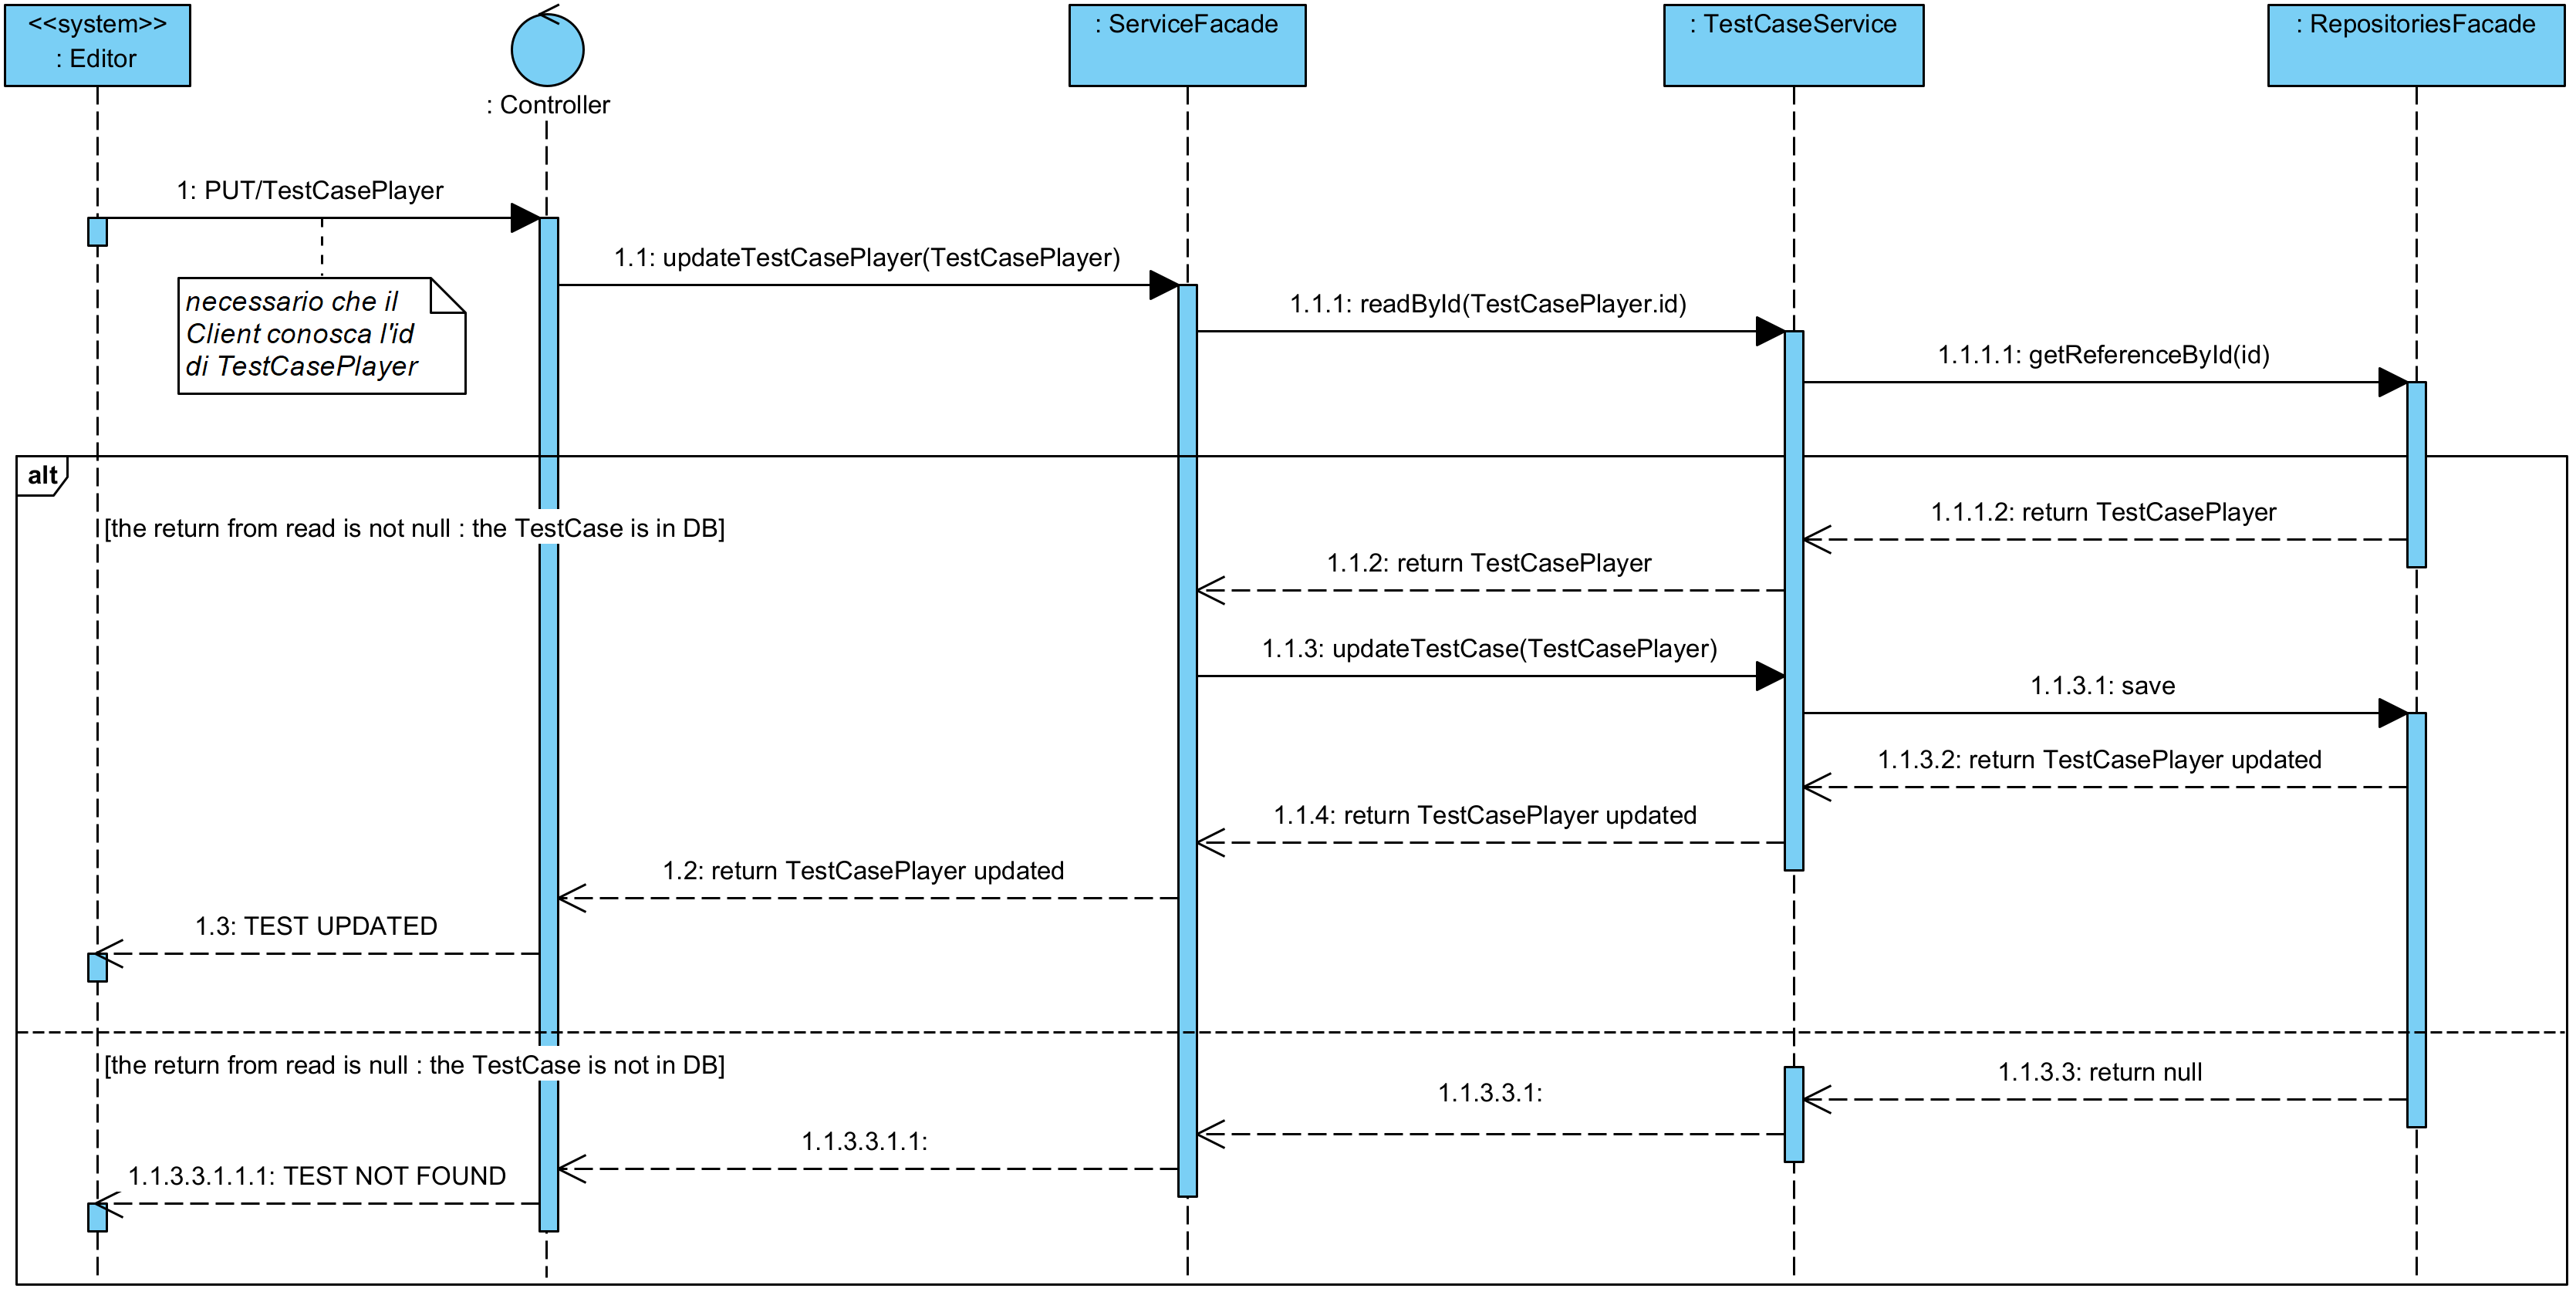 <<system>>
: Editor
: Controller
: ServiceFacade
: TestCaseService
: RepositoriesFacade
1: PUT/TestCasePlayer
necessario che il
Client conosca l'id
di TestCasePlayer
1.1: updateTestCasePlayer(TestCasePlayer)
1.1.1: readById(TestCasePlayer.id)
1.1.1.1: getReferenceById(id)
alt
[the return from read is not null : the TestCase is in DB]
1.1.1.2: return TestCasePlayer
1.1.2: return TestCasePlayer
1.1.3: updateTestCase(TestCasePlayer)
1.1.3.1: save
1.1.3.2: return TestCasePlayer updated
1.1.4: return TestCasePlayer updated
1.2: return TestCasePlayer updated
1.3: TEST UPDATED
[the return from read is null : the TestCase is not in DB]
1.1.3.3: return null
1.1.3.3.1:
1.1.3.3.1.1:
1.1.3.3.1.1.1: TEST NOT FOUND